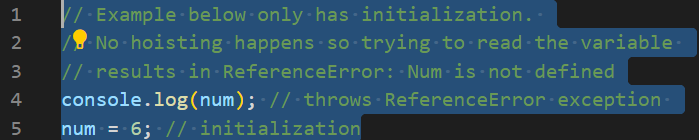 1 // Example below only has initialization.
2 // No hoisting happens so trying to read the variable
3 // results in ReferenceError: Num is not defined
4 console.log(num); // throws ReferenceError exception
5 num = 6; // initialization